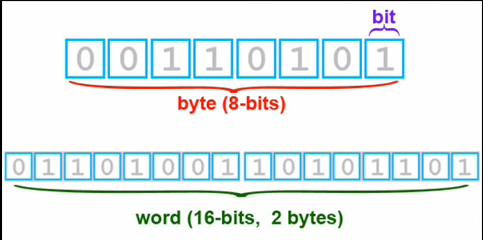 bit
0 0 1 1 0 1 0 1
byte (8-bits)
0 1 1 0 1 0 0 1 1 0 1 0 1 1 0 1
word (16-bits, 2 bytes)